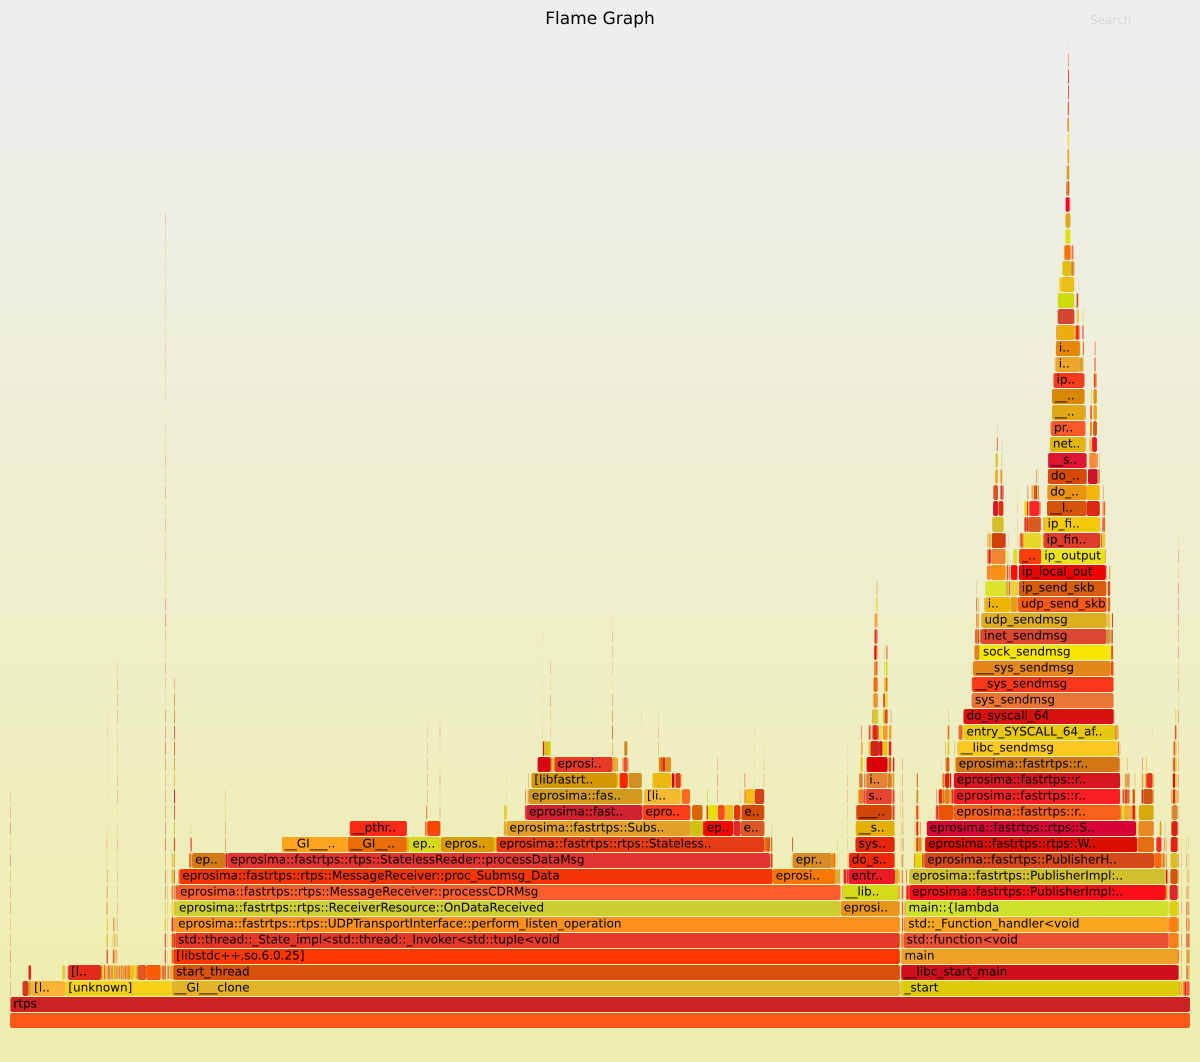 Flame Graph
Search
i..
i..
ip..
__..
__..
pr..
net..
__s..
do_..
do_..
__l..
ip_fi..
ip_fin..
_.. ip_output
ip_local_out
ip_send_skb
i.. udp_send_skb
udp_sendmsg
inet_sendmsg
sock_sendmsg
___sys_sendmsg
__sys_sendmsg
sys_sendmsg
do_syscall_64
entry_SYSCALL_64_af..
__libc_sendmsg
eprosi.. eprosima::fastrtps::r..
[libfastrt.. i.. eprosima::fastrtps::r..
eprosima::fas.. [li.. s.. eprosima::fastrtps::r..
eprosima::fast.. epro.. e.. __.. eprosima::fastrtps::r..
__pthr.. eprosima::fastrtps::Subs.. ep.. e.. __s.. eprosima::fastrtps::rtps::S..
__GI___.. __GI__.. ep.. epros.. eprosima::fastrtps::rtps::Stateless.. sys.. eprosima::fastrtps::rtps::W..
ep.. eprosima::fastrtps::rtps::StatelessReader::processDataMsg epr.. do_s.. eprosima::fastrtps::PublisherH..
eprosima::fastrtps::rtps::MessageReceiver::proc_Submsg_Data eprosi.. entr.. eprosima::fastrtps::PublisherImpl:..
eprosima::fastrtps::rtps::MessageReceiver::processCDRMsg __lib.. eprosima::fastrtps::PublisherImpl:..
eprosima::fastrtps::rtps::ReceiverResource::OnDataReceived eprosi.. main::{lambda
eprosima::fastrtps::rtps::UDPTransportInterface::perform_listen_operation std::_Function_handler<void
std::thread::_State_impl<std::thread::_Invoker<std::tuple<void std::function<void
[libstdc++.so.6.0.25] main
[l.. start_thread __libc_start_main
[l.. [unknown] __GI___clone _start
rtps